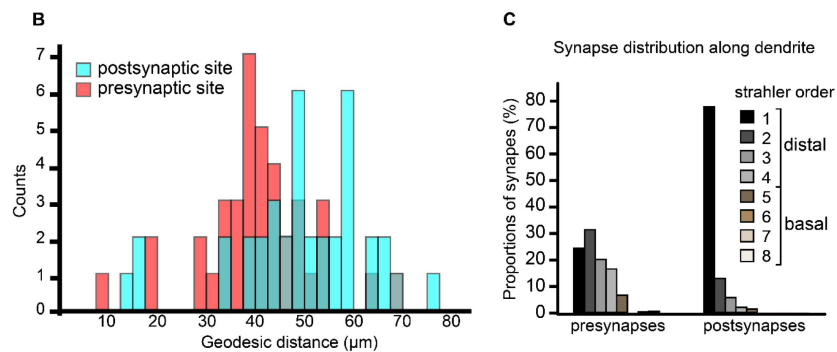 B
7
6
5
4
3
2
1
0
Counts
postsynaptic site
presynaptic site
10 20 30 40 50 60 70 80
Geodesic distance (μm)
C
Synapse distribution along dendrite
80
70
60
50
40
30
20
10
0
Proportions of synapes (%)
strahler order
1
2
3
4
5
6
7
8
distal
basal
presynapses postsynapses